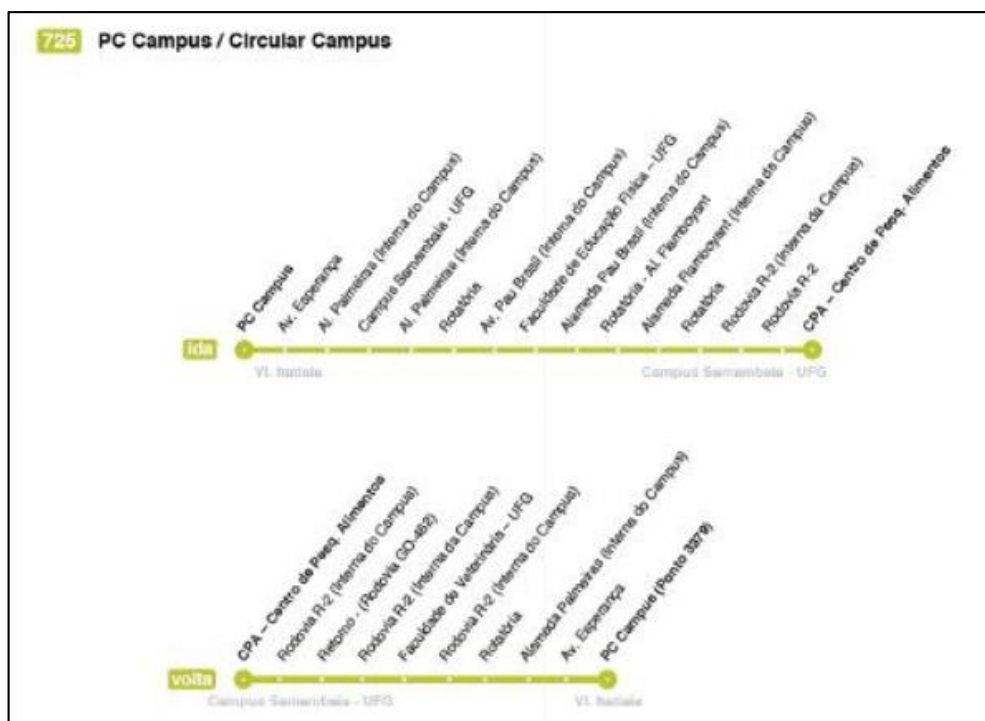 725 PC Campus / Circular Campus
PC Campus
Av. Esperança
Al. Palmeiras (Interna do Campus)
Campus Samambaia - UFG
Al. Palmeiras (Interna do Campus)
Rotatória
Av. Pau Brasil (Interna do Campus)
Faculdade de Educação Física – UFG
Alameda Pau Brasil (Interna do Campus)
Rotatória - Al. Flamboyant
Alameda Flamboyant (Interna da Campus)
Rotatória
Rodovia R-2 (Interna da Campus)
Rodovia R-2
CPA – Centro de Pesq. Alimentos
ida
Vl. Itatiaia
Campus Samambaia - UFG
CPA – Centro de Pesq. Alimentos
Rodovia R-2 (Interna do Campus)
Retorno - (Rodovia GO-462)
Rodovia R-2 (Interna da Campus)
Faculdade de Veterinária – UFG
Rodovia R-2 (Interna do Campus)
Rotatória
Alameda Palmeiras (Interna do Campus)
Av. Esperança
PC Campus (Ponto 3379)
volta
Campus Samambaia - UFG
Vl. Itatiaia